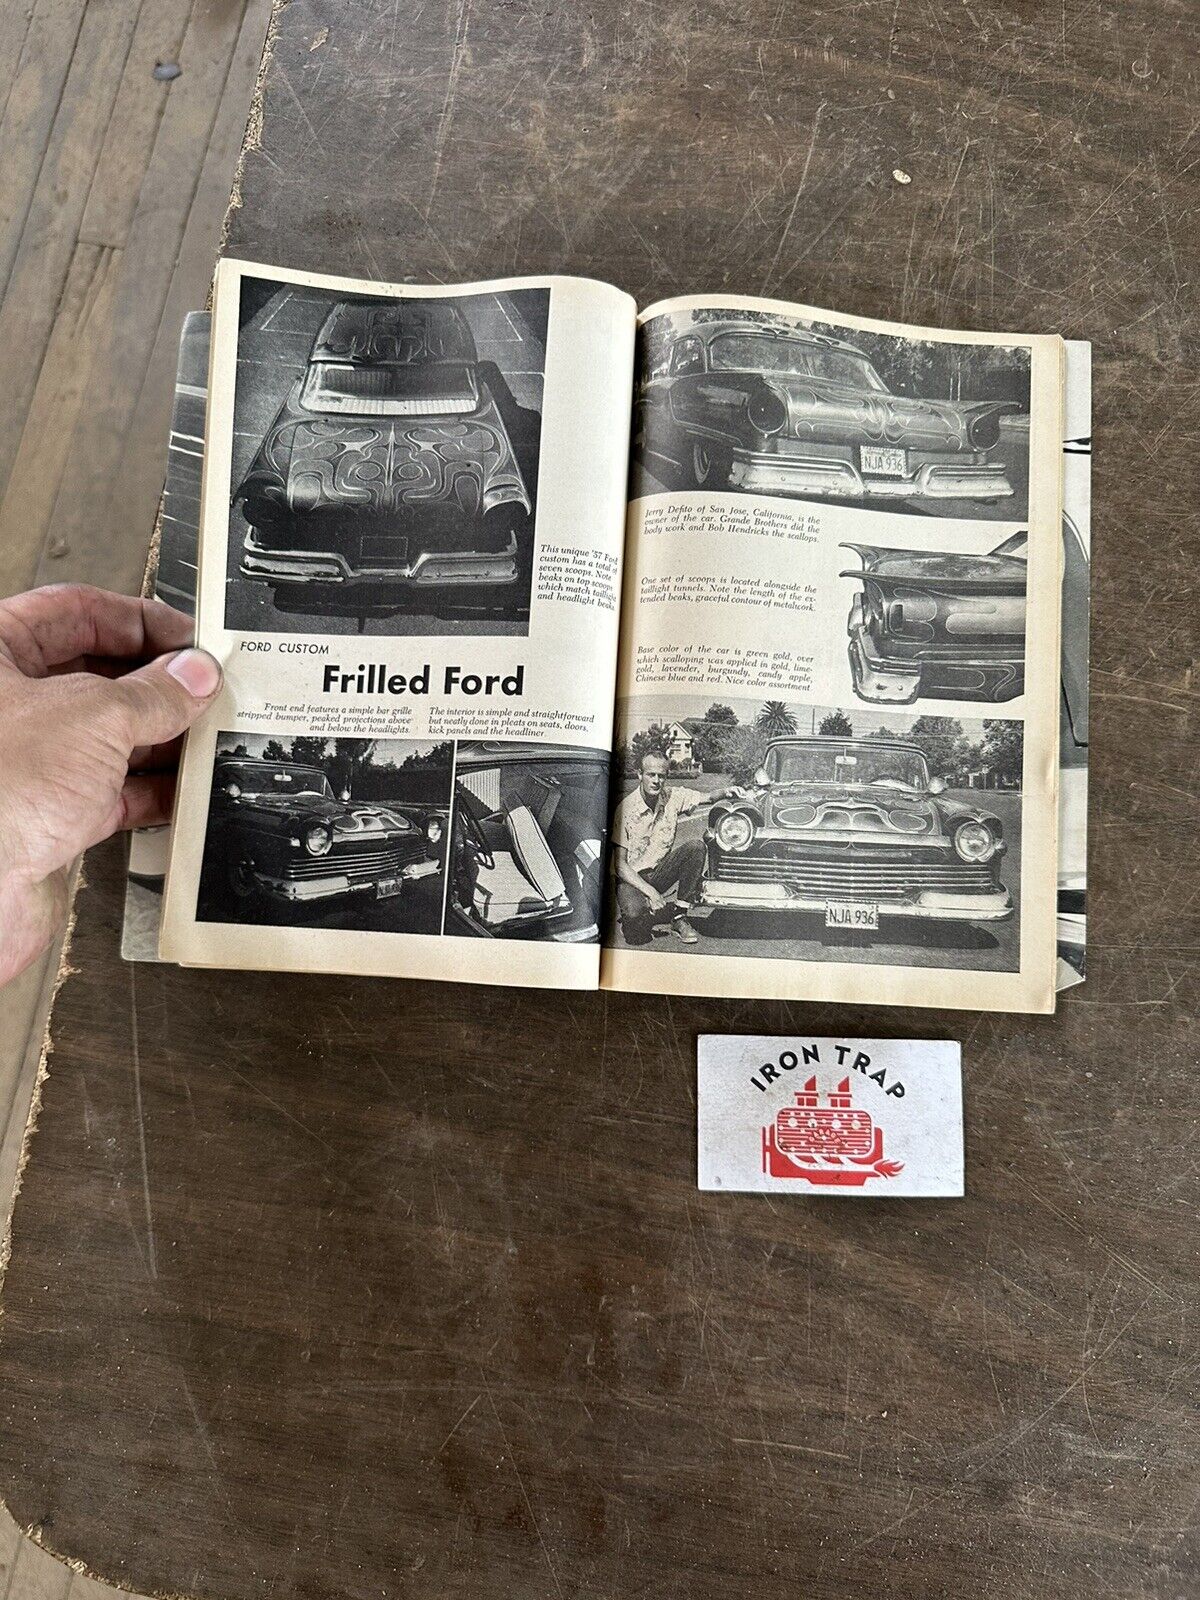 This unique '57 Ford
custom has a total of
seven scoops. Note
beaks on top scoops
which match taillight
and headlight beaks.
FORD CUSTOM
Frilled Ford
Front end features a simple bar grille
stripped bumper, peaked projections above
and below the headlights.
The interior is simple and straightforward
but neatly done in pleats on seats, doors,
kick panels and the headliner.
NJA 936
Jerry Defito of San Jose, California, is the
owner of the car. Grande Brothers did the
body work and Bob Hendricks the scallops.
One set of scoops is located alongside the
taillight tunnels. Note the length of the ex-
tended beaks, graceful contour of metalwork.
Base color of the car is green gold, over
which scalloping was applied in gold, lime-
gold, lavender, burgundy, candy apple,
Chinese blue and red. Nice color assortment
NJA 936
IRON TRAP